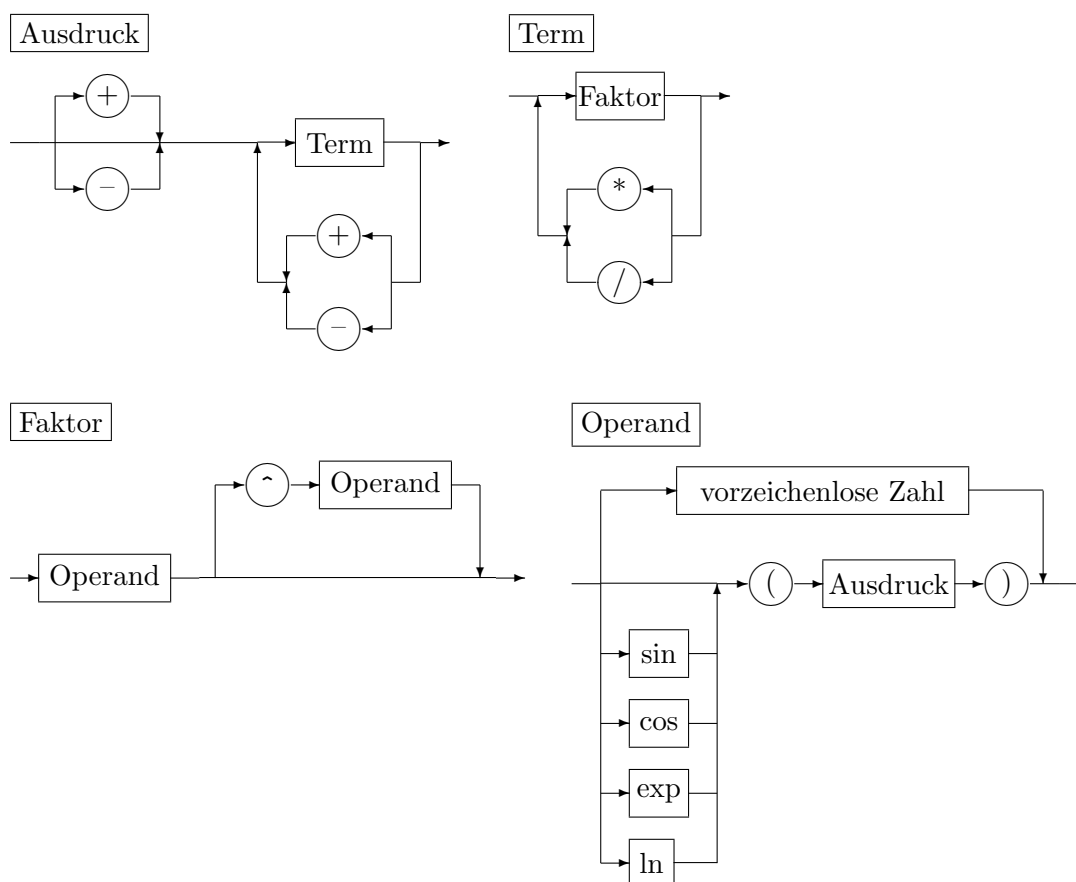 Ausdruck
+
−
Term
+
−
Term
Faktor
*
/
Faktor
^
Operand
Operand
Operand
vorzeichenlose Zahl
( Ausdruck )
sin
cos
exp
ln